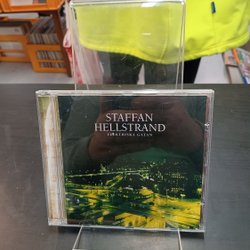 STAFFAN
HELLSTRAND
ELEKTRISKA GATAN